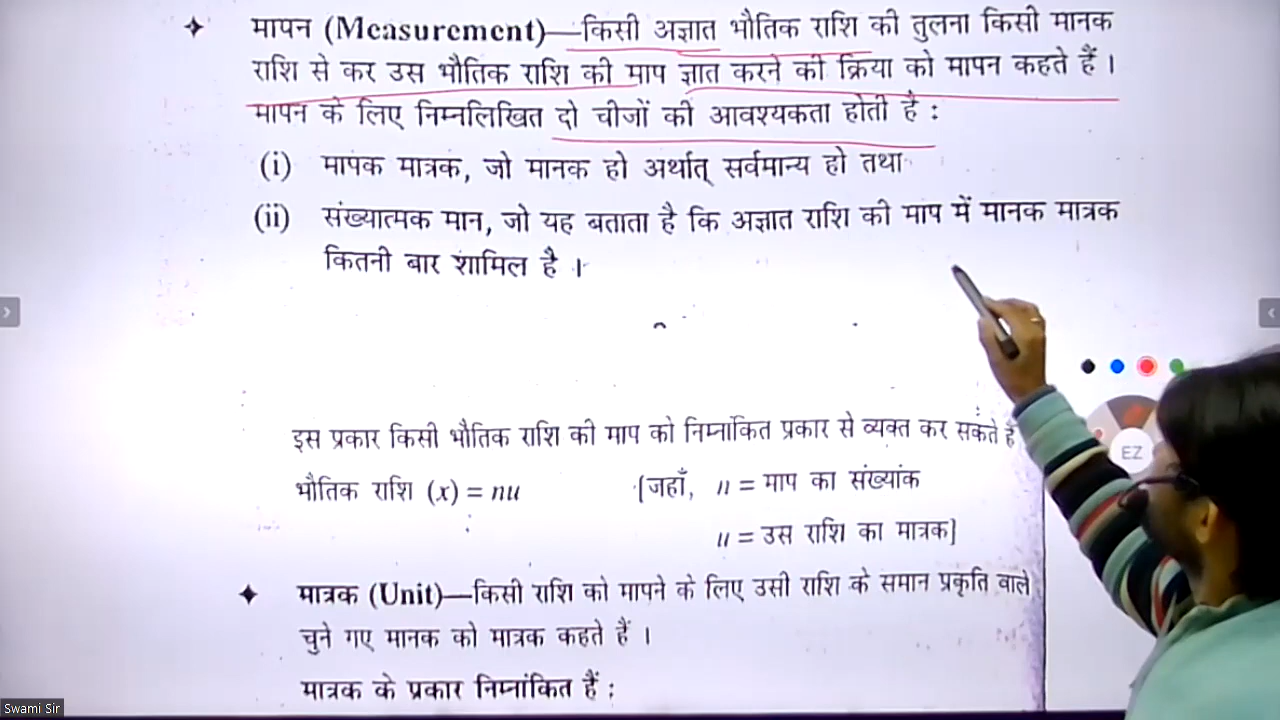 ✦ मापन (Measurement)—किसी अज्ञात भौतिक राशि की तुलना किसी मानक
राशि से कर उस भौतिक राशि की माप ज्ञात करने की क्रिया को मापन कहते हैं ।
मापन के लिए निम्नलिखित दो चीजों की आवश्यकता होती है :
(i) मापक मात्रक, जो मानक हो अर्थात् सर्वमान्य हो तथा
(ii) संख्यात्मक मान, जो यह बताता है कि अज्ञात राशि की माप में मानक मात्रक
कितनी बार शामिल है ।
इस प्रकार किसी भौतिक राशि की माप को निम्नांकित प्रकार से व्यक्त कर सकते हैं
भौतिक राशि (x) = nu [जहाँ, n = माप का संख्यांक
u = उस राशि का मात्रक]
✦ मात्रक (Unit)—किसी राशि को मापने के लिए उसी राशि के समान प्रकृति वाले
चुने गए मानक को मात्रक कहते हैं ।
मात्रक के प्रकार निम्नांकित हैं :
EZ
Swami Sir